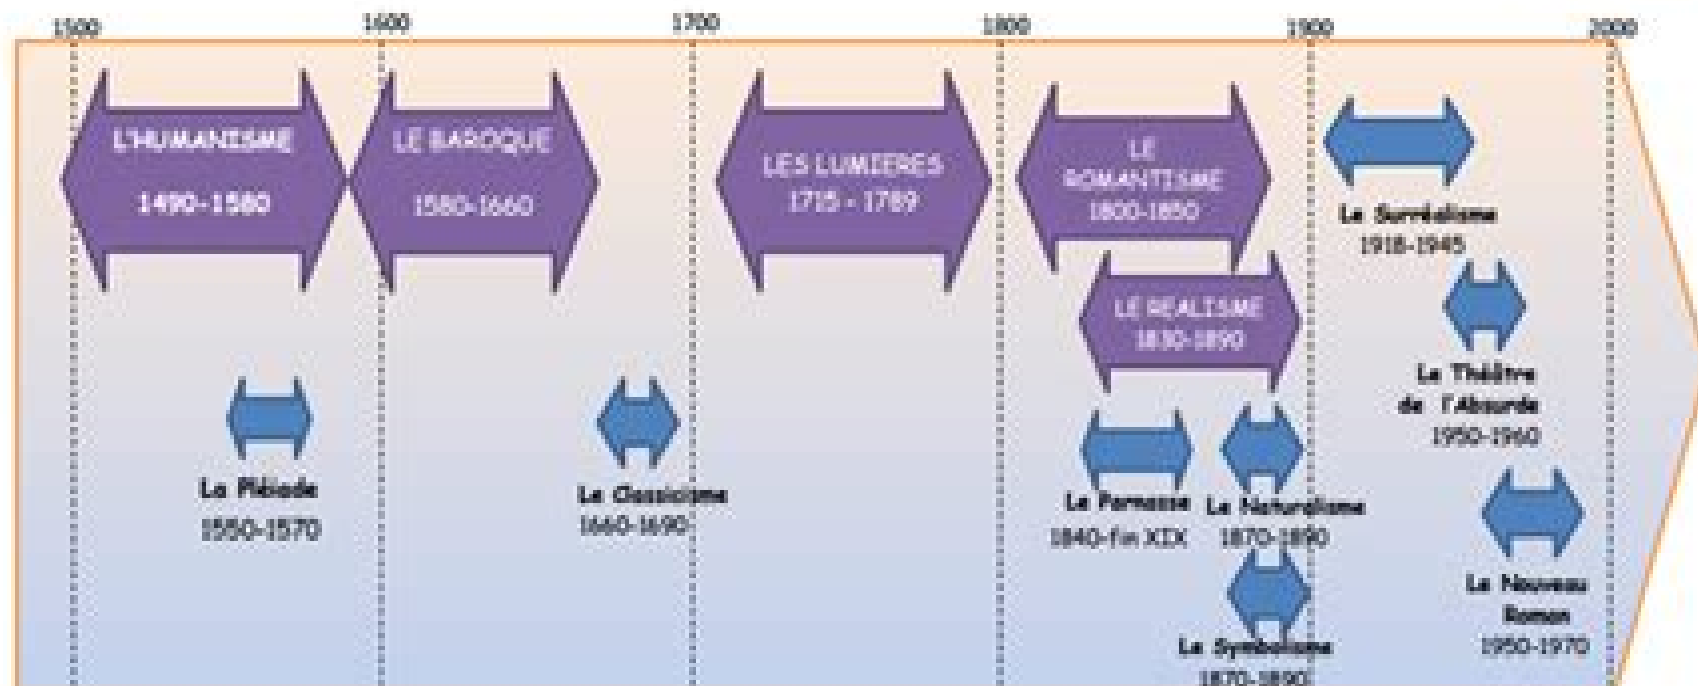 1500
1600
1700
1800
1900
2000
L'HUMANISME
1490-1580
LE BAROQUE
1580-1660
LES LUMIERES
1715 - 1789
LE
ROMANTISME
1800-1850
LE REALISME
1830-1890
Le Surréalisme
1918-1945
Le Théâtre
de l'Absurde
1950-1960
La Pléiade
1550-1570
Le Classicisme
1660-1690
Le Parnasse
1840-fin XIX
Le Naturalisme
1870-1890
Le Symbolisme
1870-1890
Le Nouveau
Roman
1950-1970